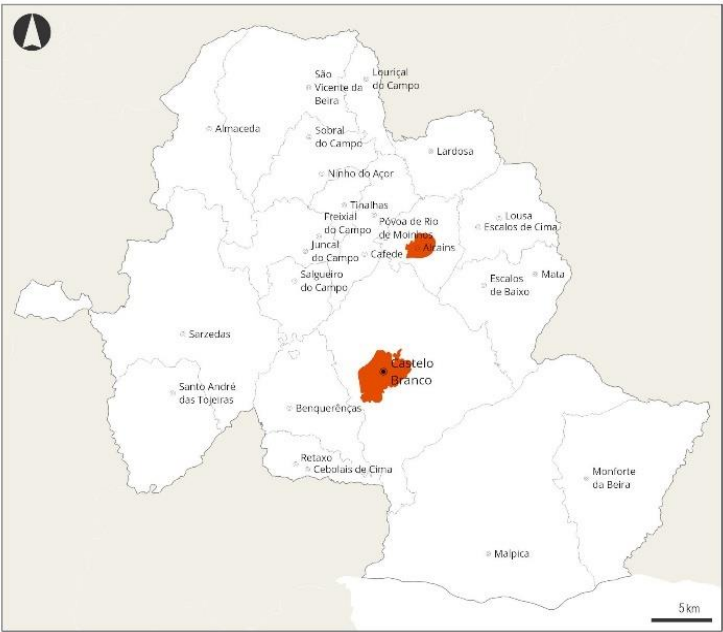 São
Vicente da
Beira
Louriçal
do Campo
Almaceda
Sobral
do Campo
Lardosa
Ninho do Açor
Tinalhas
Freixial
do Campo
Póvoa de Rio
de Moinhos
Lousa
Escalos de Cima
Juncal
do Campo
Cafede
Alcains
Salgueiro
do Campo
Escalos
de Baixo
Mata
Sarzedas
Castelo
Branco
Santo André
das Tojeiras
Benquerênças
Retaxo
Cebolais de Cima
Monforte
da Beira
Malpica
5 km